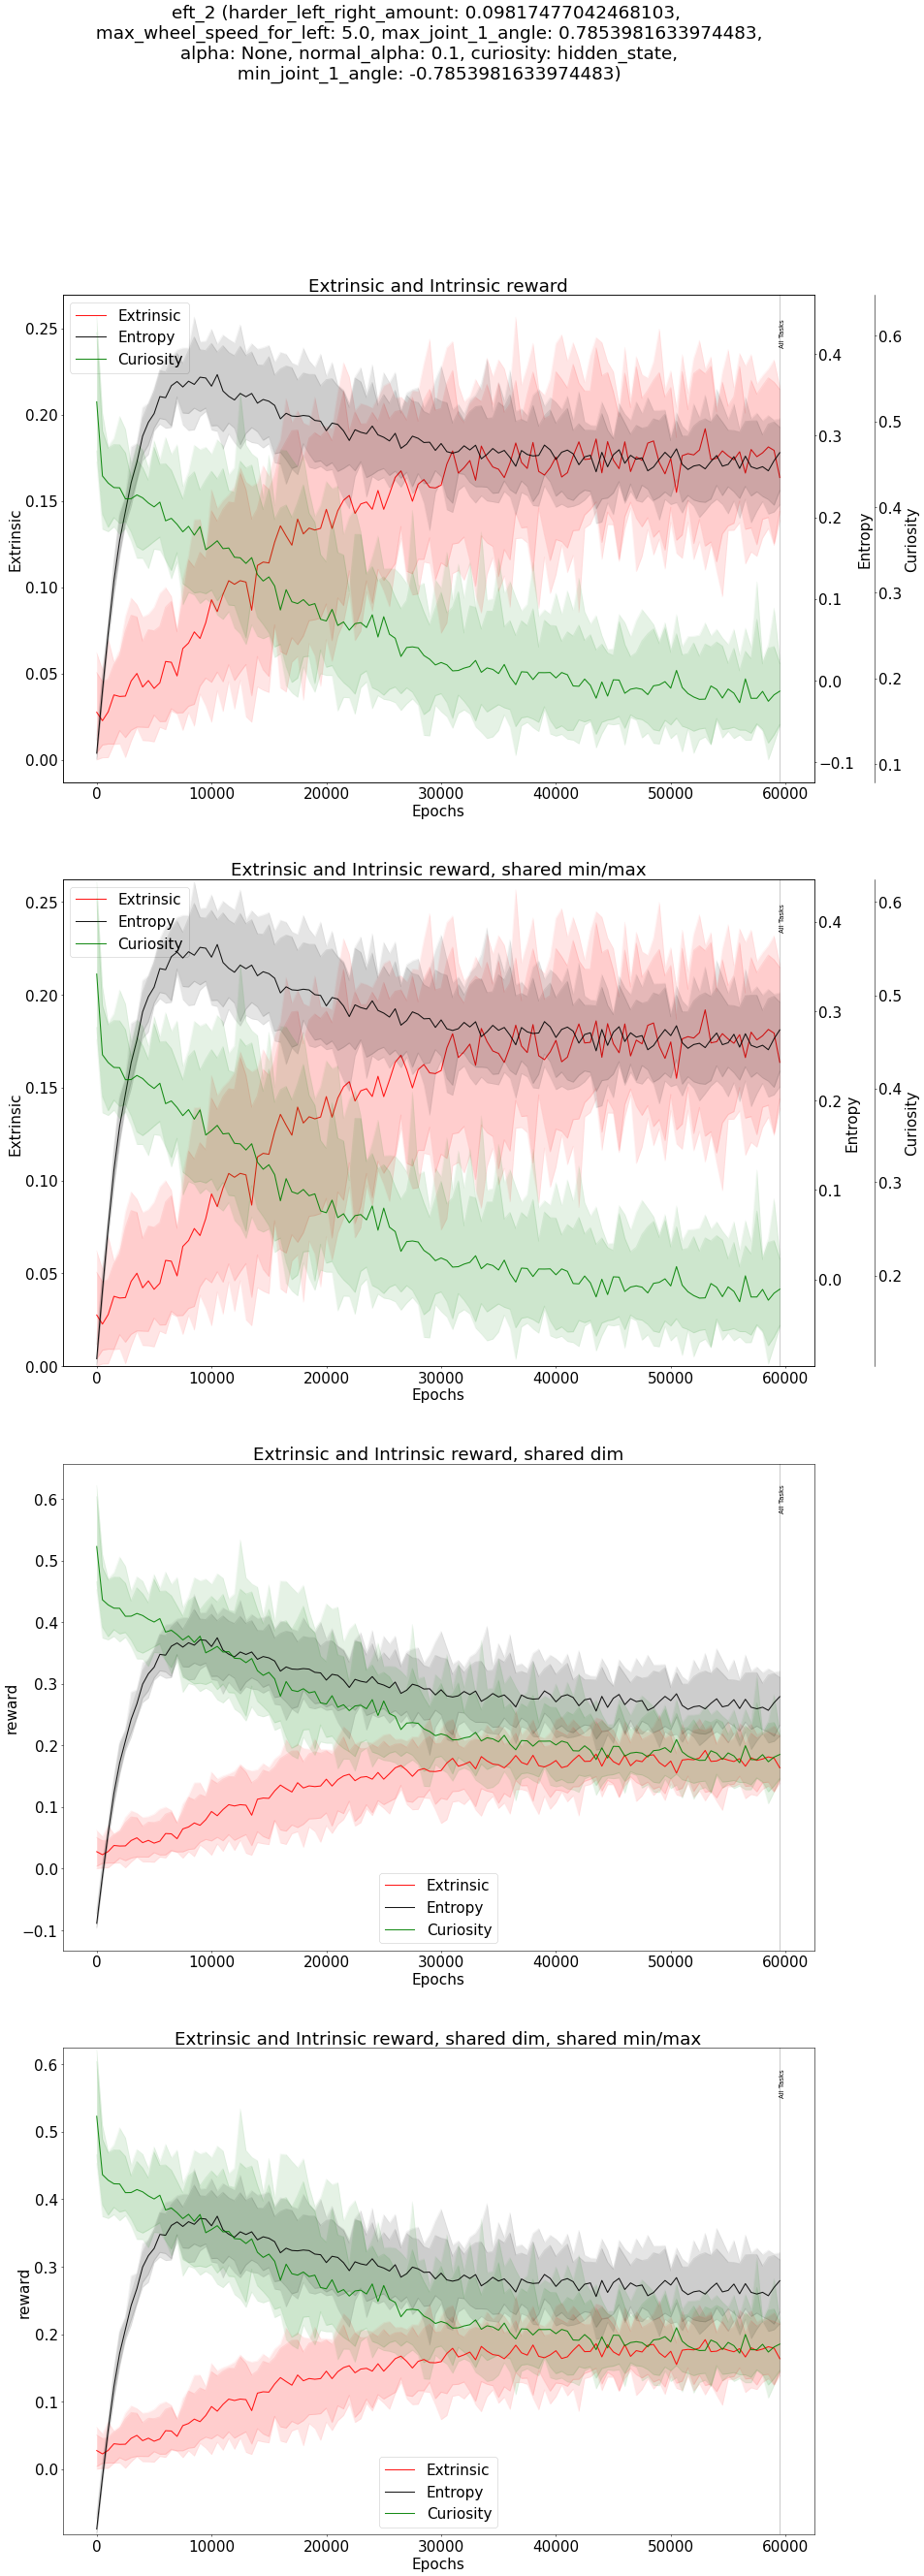 eft_2 (harder_left_right_amount: 0.09817477042468103,
max_wheel_speed_for_left: 5.0, max_joint_1_angle: 0.7853981633974483,
alpha: None, normal_alpha: 0.1, curiosity: hidden_state,
min_joint_1_angle: -0.7853981633974483)
Extrinsic and Intrinsic reward
Extrinsic
Entropy
Curiosity
All Tasks
0.25
0.20
0.15
0.10
0.05
0.00
Extrinsic
0.4
0.3
0.2
0.1
0.0
−0.1
Entropy
0.6
0.5
0.4
0.3
0.2
0.1
Curiosity
0 10000 20000 30000 40000 50000 60000
Epochs
Extrinsic and Intrinsic reward, shared min/max
Extrinsic
Entropy
Curiosity
All Tasks
0.25
0.20
0.15
0.10
0.05
0.00
Extrinsic
0.4
0.3
0.2
0.1
0.0
Entropy
0.6
0.5
0.4
0.3
0.2
Curiosity
0 10000 20000 30000 40000 50000 60000
Epochs
Extrinsic and Intrinsic reward, shared dim
All Tasks
0.6
0.5
0.4
0.3
0.2
0.1
0.0
−0.1
reward
Extrinsic
Entropy
Curiosity
0 10000 20000 30000 40000 50000 60000
Epochs
Extrinsic and Intrinsic reward, shared dim, shared min/max
All Tasks
0.6
0.5
0.4
0.3
0.2
0.1
0.0
reward
Extrinsic
Entropy
Curiosity
0 10000 20000 30000 40000 50000 60000
Epochs